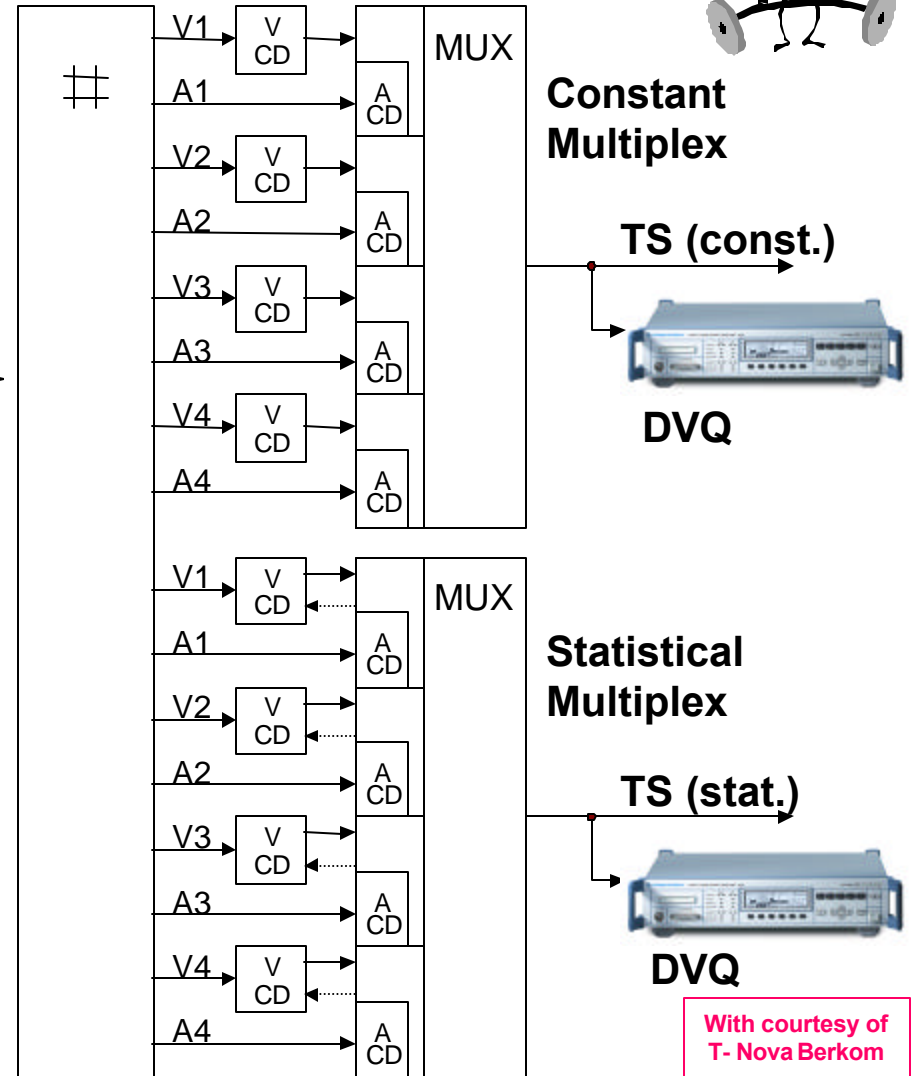 V1
V
CD
MUX
A1
A
CD
Constant
Multiplex
V2
V
CD
A2
A
CD
TS (const.)
V3
V
CD
A3
A
CD
DVQ
V4
V
CD
A4
A
CD
V1
V
CD
MUX
A1
A
CD
Statistical
Multiplex
V2
V
CD
A2
A
CD
TS (stat.)
V3
V
CD
A3
A
CD
DVQ
V4
V
CD
A4
A
CD
With courtesy of
T- Nova Berkom